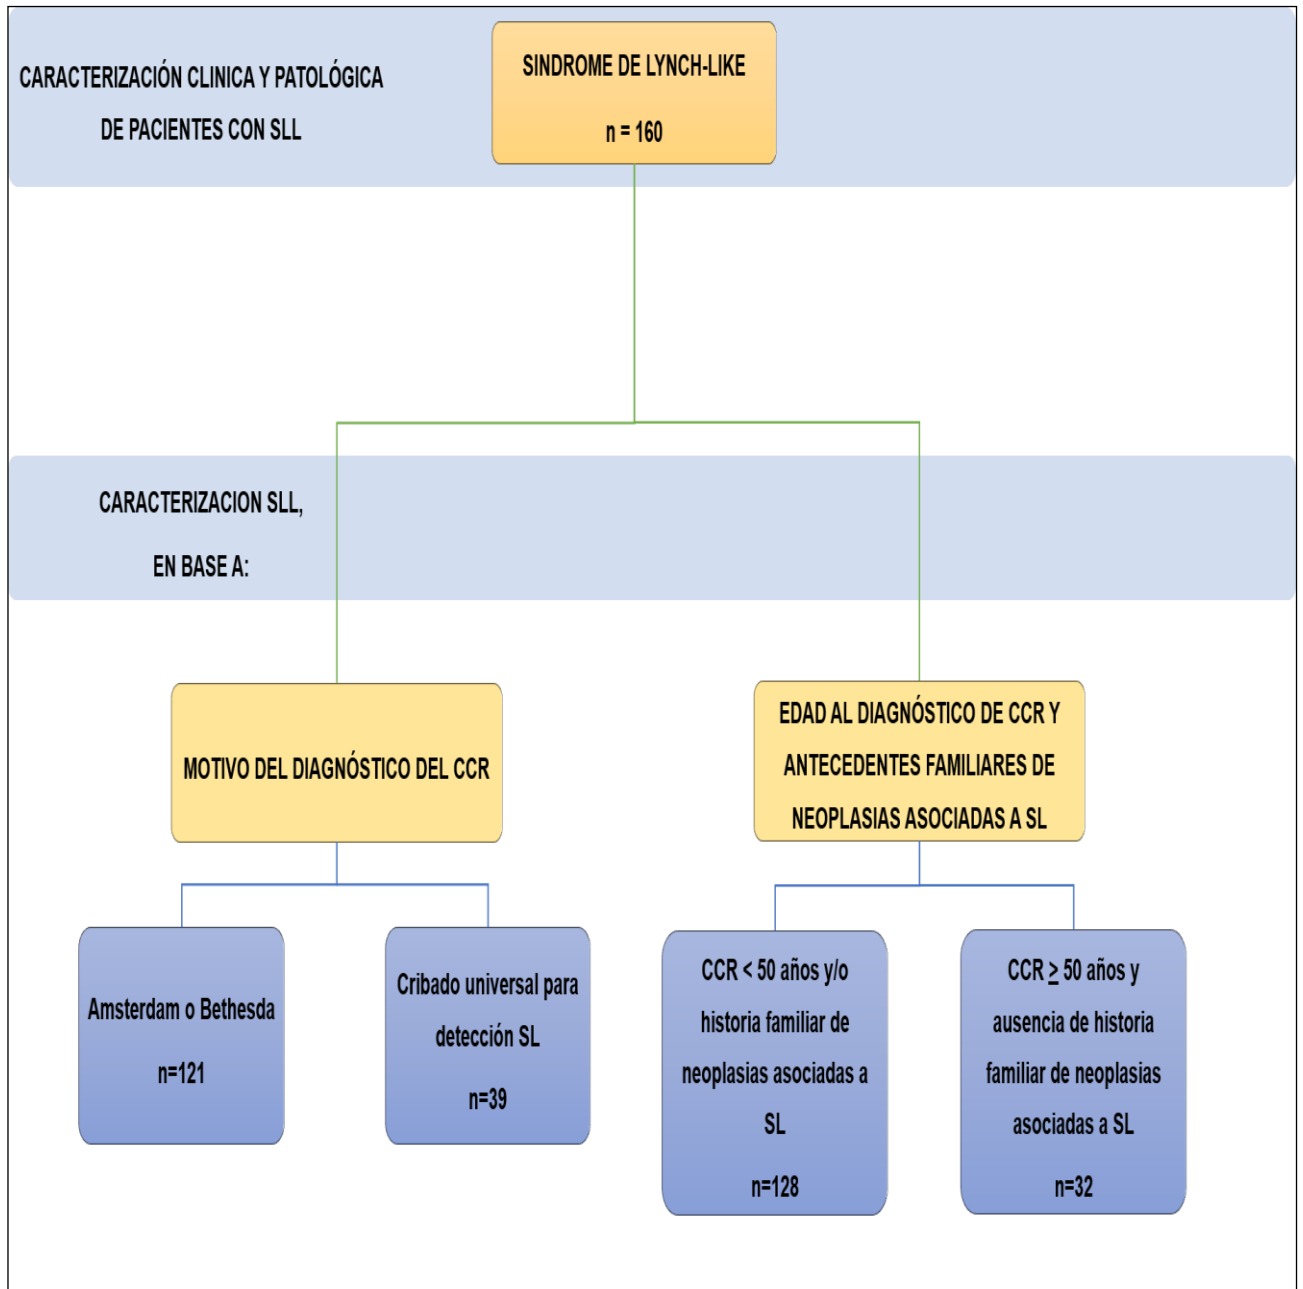 CARACTERIZACIÓN CLINICA Y PATOLÓGICA
DE PACIENTES CON SLL
SINDROME DE LYNCH-LIKE
n = 160
CARACTERIZACION SLL,
EN BASE A:
MOTIVO DEL DIAGNÓSTICO DEL CCR
EDAD AL DIAGNÓSTICO DE CCR Y
ANTECEDENTES FAMILIARES DE
NEOPLASIAS ASOCIADAS A SL
Amsterdam o Bethesda
n=121
Cribado universal para
detección SL
n=39
CCR < 50 años y/o
historia familiar de
neoplasias asociadas a
SL
n=128
CCR ≥ 50 años y
ausencia de historia
familiar de neoplasias
asociadas a SL
n=32